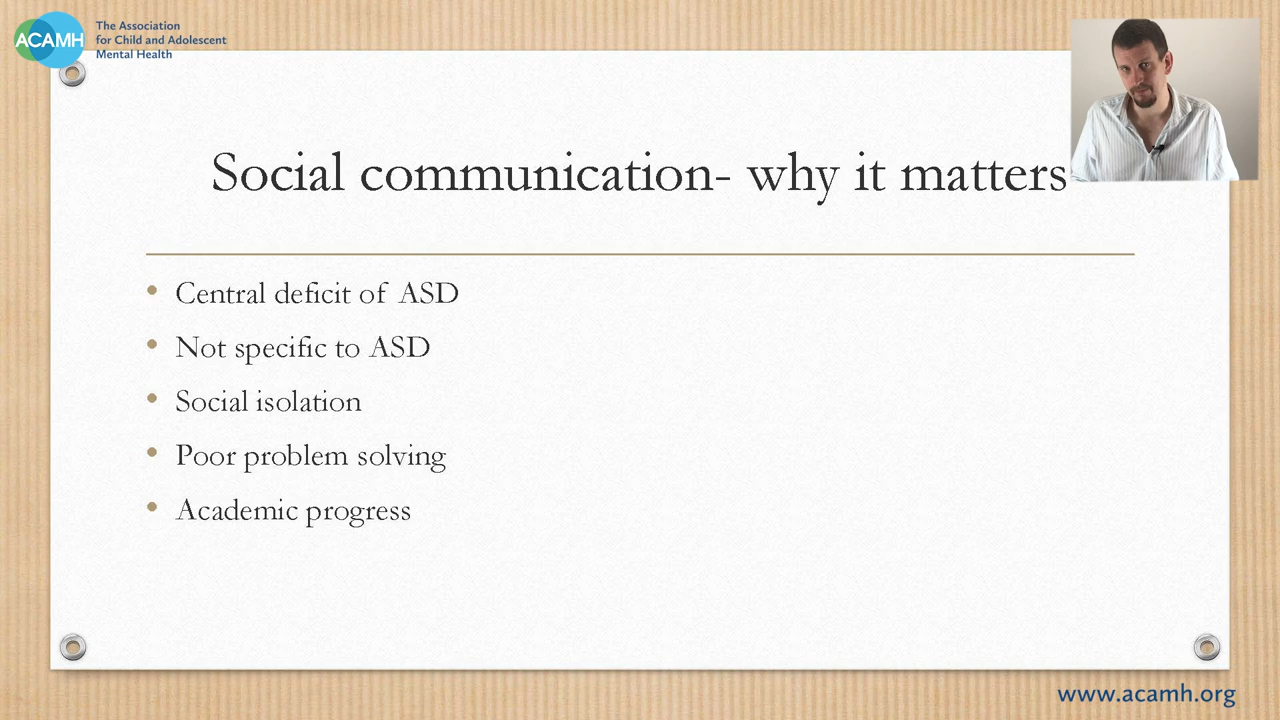 ACAMH
The Association
for Child and Adolescent
Mental Health
Social communication- why it matters
• Central deficit of ASD
• Not specific to ASD
• Social isolation
• Poor problem solving
• Academic progress
www.acamh.org